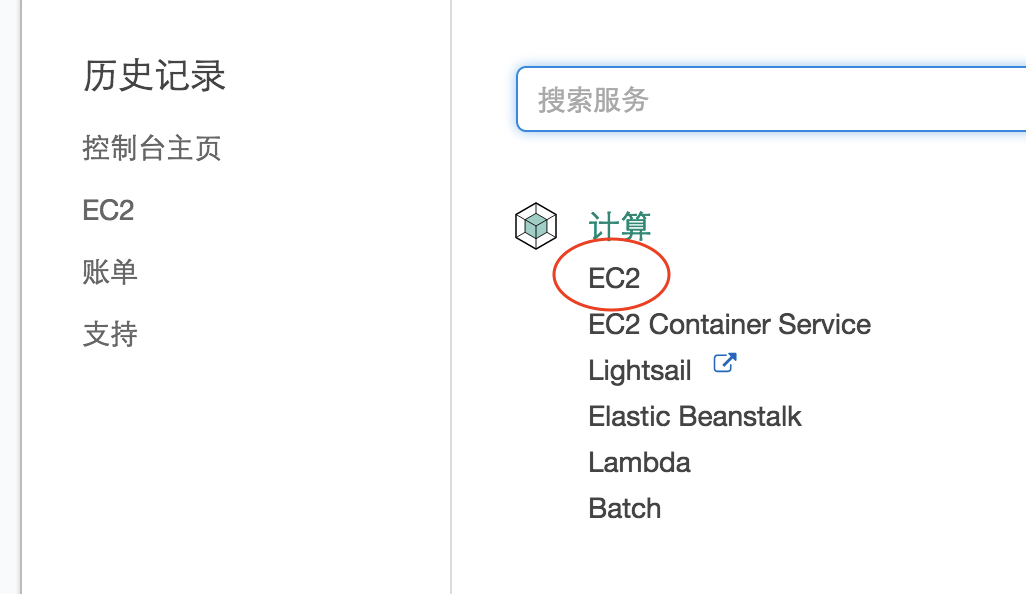 历史记录
控制台主页
EC2
账单
支持
搜索服务
计算
EC2
EC2 Container Service
Lightsail
Elastic Beanstalk
Lambda
Batch